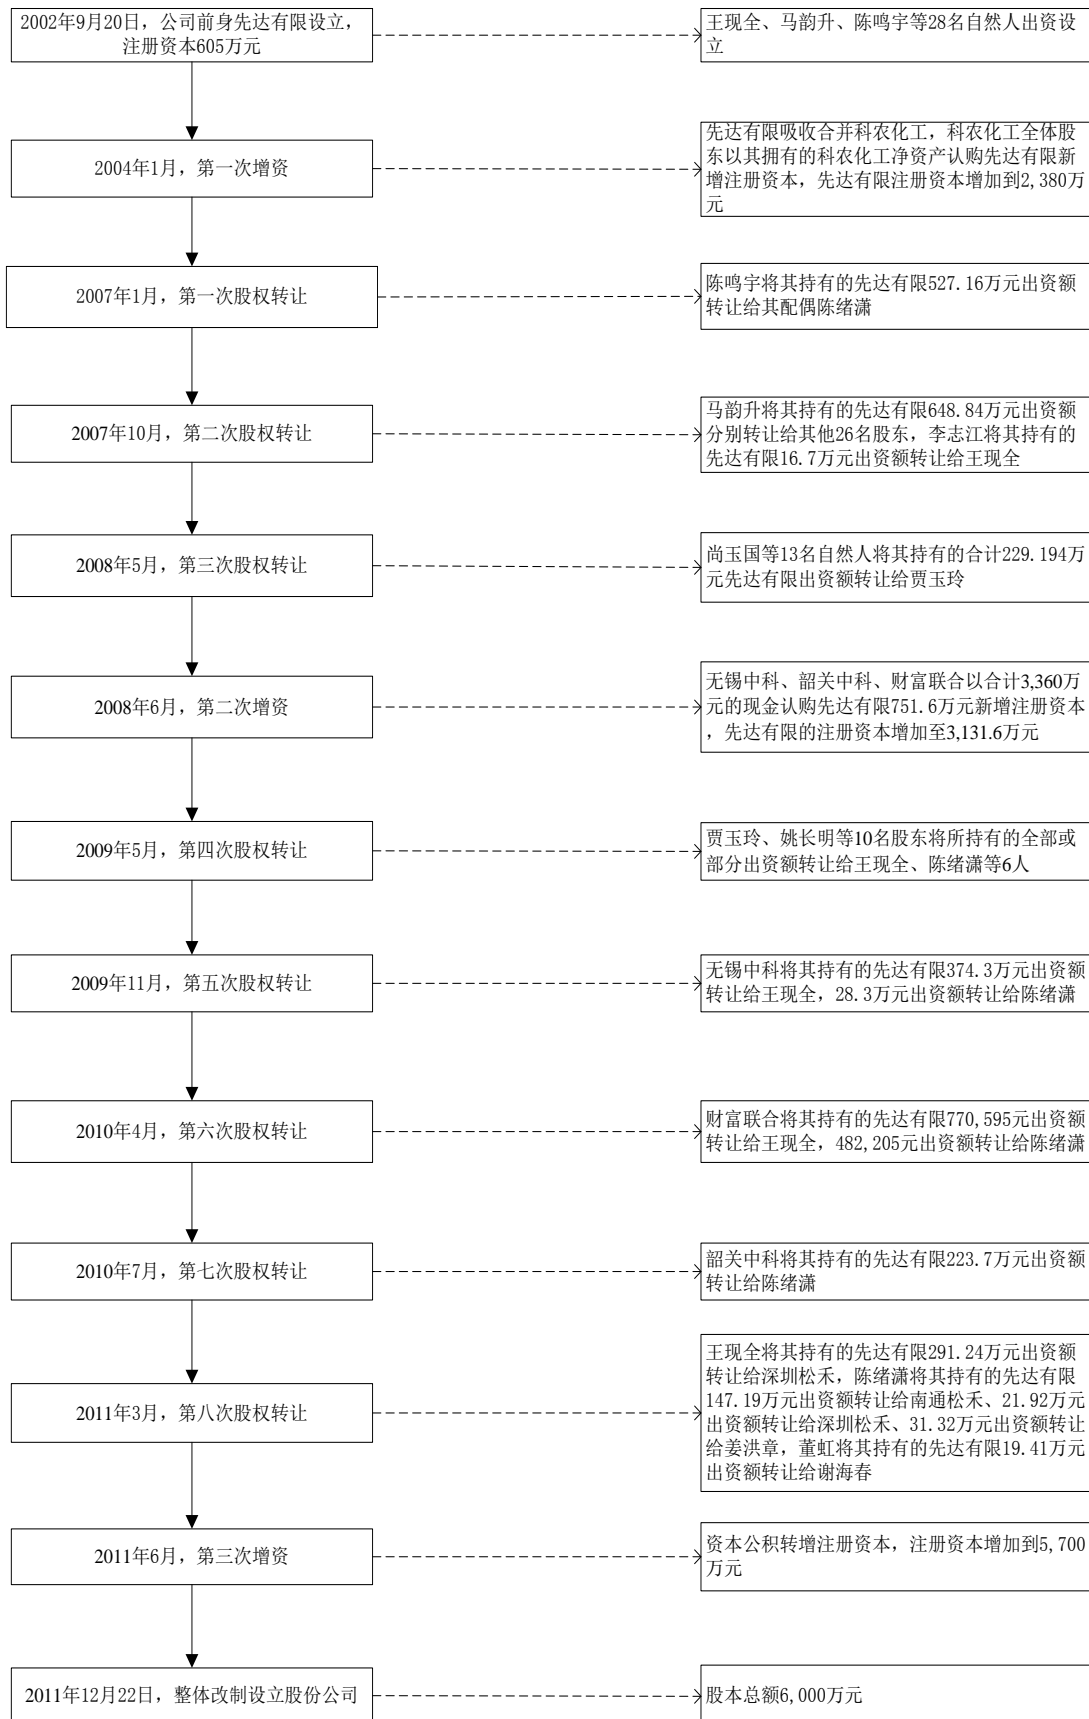 2002年9月20日，公司前身先达有限设立，
注册资本605万元
王现全、马韵升、陈鸣宇等28名自然人出资设
立
2004年1月，第一次增资
先达有限吸收合并科农化工，科农化工全体股
东以其拥有的科农化工净资产认购先达有限新
增注册资本，先达有限注册资本增加到2,380万
元
2007年1月，第一次股权转让
陈鸣宇将其持有的先达有限527.16万元出资额
转让给其配偶陈绪潇
2007年10月，第二次股权转让
马韵升将其持有的先达有限648.84万元出资额
分别转让给其他26名股东，李志江将其持有的
先达有限16.7万元出资额转让给王现全
2008年5月，第三次股权转让
尚玉国等13名自然人将其持有的合计229.194万
元先达有限出资额转让给贾玉玲
2008年6月，第二次增资
无锡中科、韶关中科、财富联合以合计3,360万
元的现金认购先达有限751.6万元新增注册资本
，先达有限的注册资本增加至3,131.6万元
2009年5月，第四次股权转让
贾玉玲、姚长明等10名股东将所持有的全部或
部分出资额转让给王现全、陈绪潇等6人
2009年11月，第五次股权转让
无锡中科将其持有的先达有限374.3万元出资额
转让给王现全，28.3万元出资额转让给陈绪潇
2010年4月，第六次股权转让
财富联合将其持有的先达有限770,595元出资额
转让给王现全，482,205元出资额转让给陈绪潇
2010年7月，第七次股权转让
韶关中科将其持有的先达有限223.7万元出资额
转让给陈绪潇
2011年3月，第八次股权转让
王现全将其持有的先达有限291.24万元出资额
转让给深圳松禾，陈绪潇将其持有的先达有限
147.19万元出资额转让给南通松禾、21.92万元
出资额转让给深圳松禾、31.32万元出资额转让
给姜洪章，董虹将其持有的先达有限19.41万元
出资额转让给谢海春
2011年6月，第三次增资
资本公积转增注册资本，注册资本增加到5,700
万元
2011年12月22日，整体改制设立股份公司
股本总额6,000万元